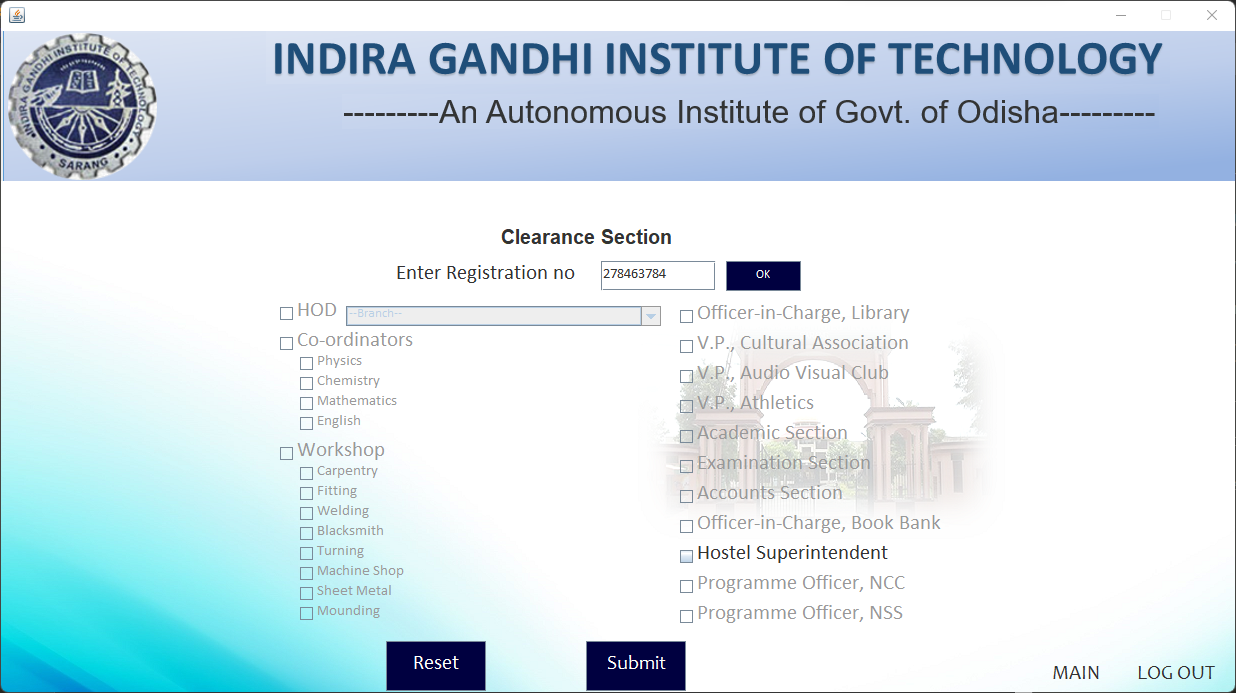 INDIRA GANDHI INSTITUTE OF TECHNOLOGY
---------An Autonomous Institute of Govt. of Odisha---------
INDIRA GANDHI INSTITUTE OF TECHNOLOGY
SARANG
Clearance Section
Enter Registration no 278463784 OK
HOD --Branch--
Co-ordinators
Physics
Chemistry
Mathematics
English
Workshop
Carpentry
Fitting
Welding
Blacksmith
Turning
Machine Shop
Sheet Metal
Mounding
Officer-in-Charge, Library
V.P., Cultural Association
V.P., Audio Visual Club
V.P., Athletics
Academic Section
Examination Section
Accounts Section
Officer-in-Charge, Book Bank
Hostel Superintendent
Programme Officer, NCC
Programme Officer, NSS
Reset Submit
MAIN LOG OUT